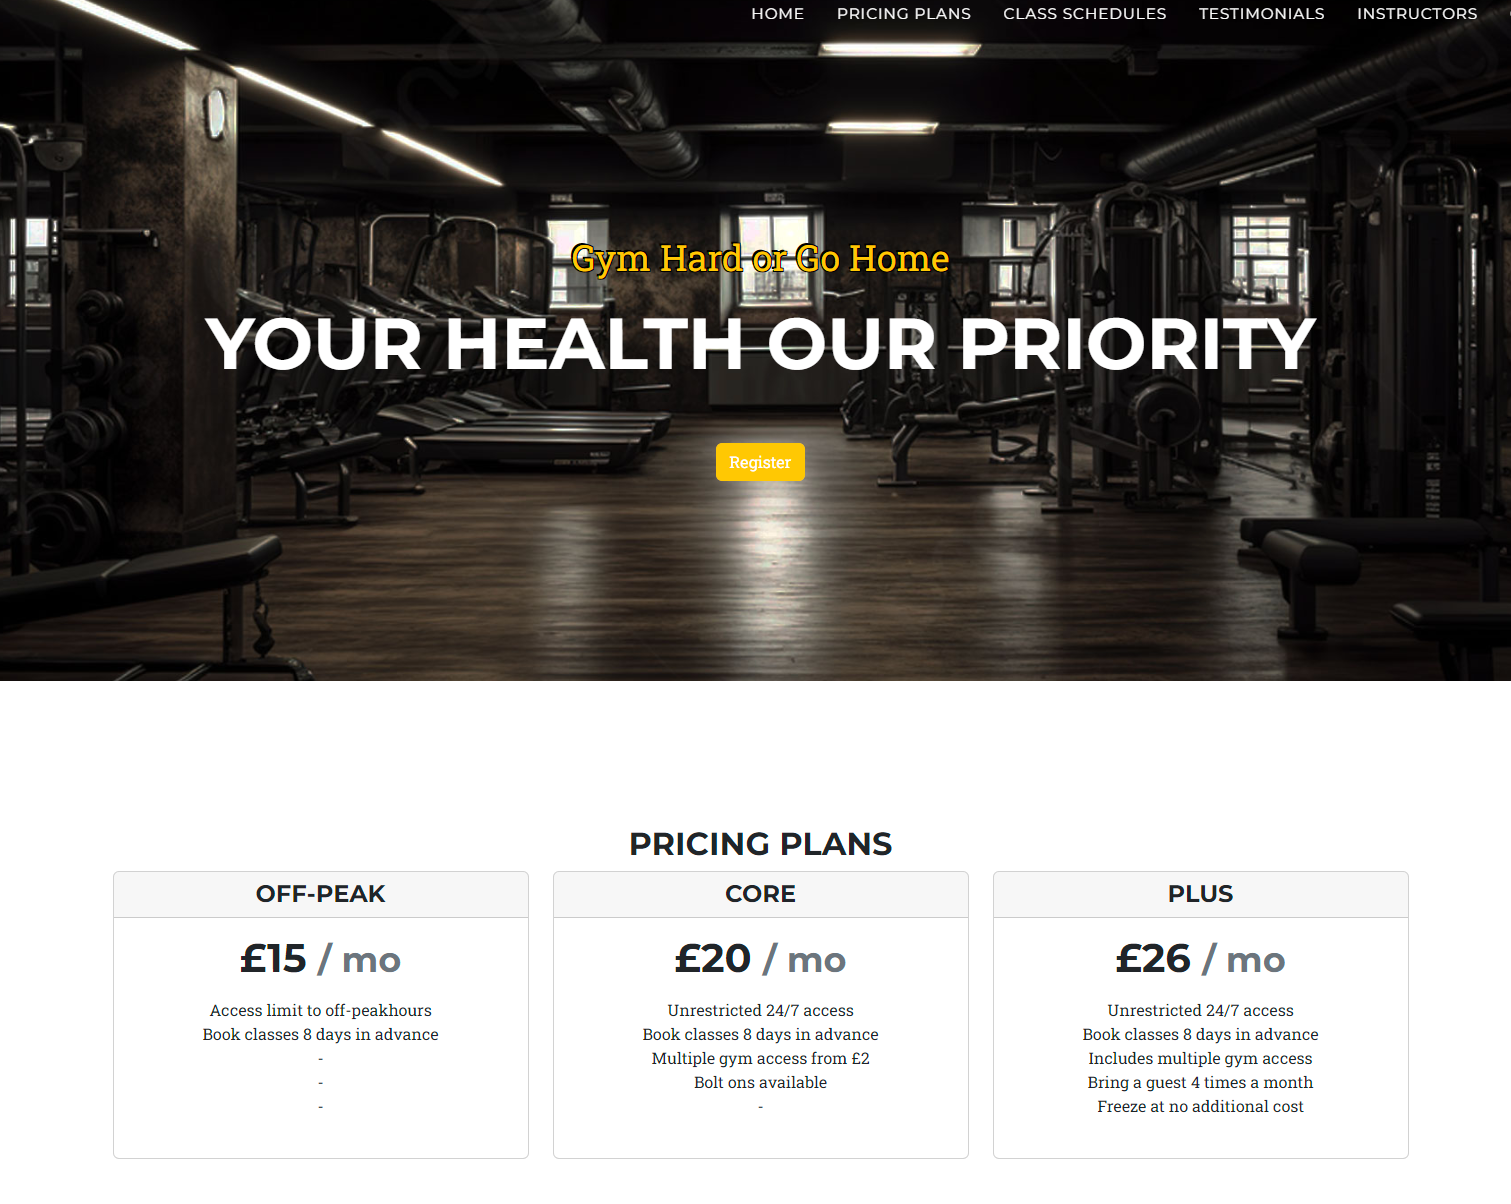 HOME PRICING PLANS CLASS SCHEDULES TESTIMONIALS INSTRUCTORS
Gym Hard or Go Home
YOUR HEALTH OUR PRIORITY
Register
PRICING PLANS
OFF-PEAK
£15 / mo
Access limit to off-peakhours
Book classes 8 days in advance
-
-
-
CORE
£20 / mo
Unrestricted 24/7 access
Book classes 8 days in advance
Multiple gym access from £2
Bolt ons available
-
PLUS
£26 / mo
Unrestricted 24/7 access
Book classes 8 days in advance
Includes multiple gym access
Bring a guest 4 times a month
Freeze at no additional cost